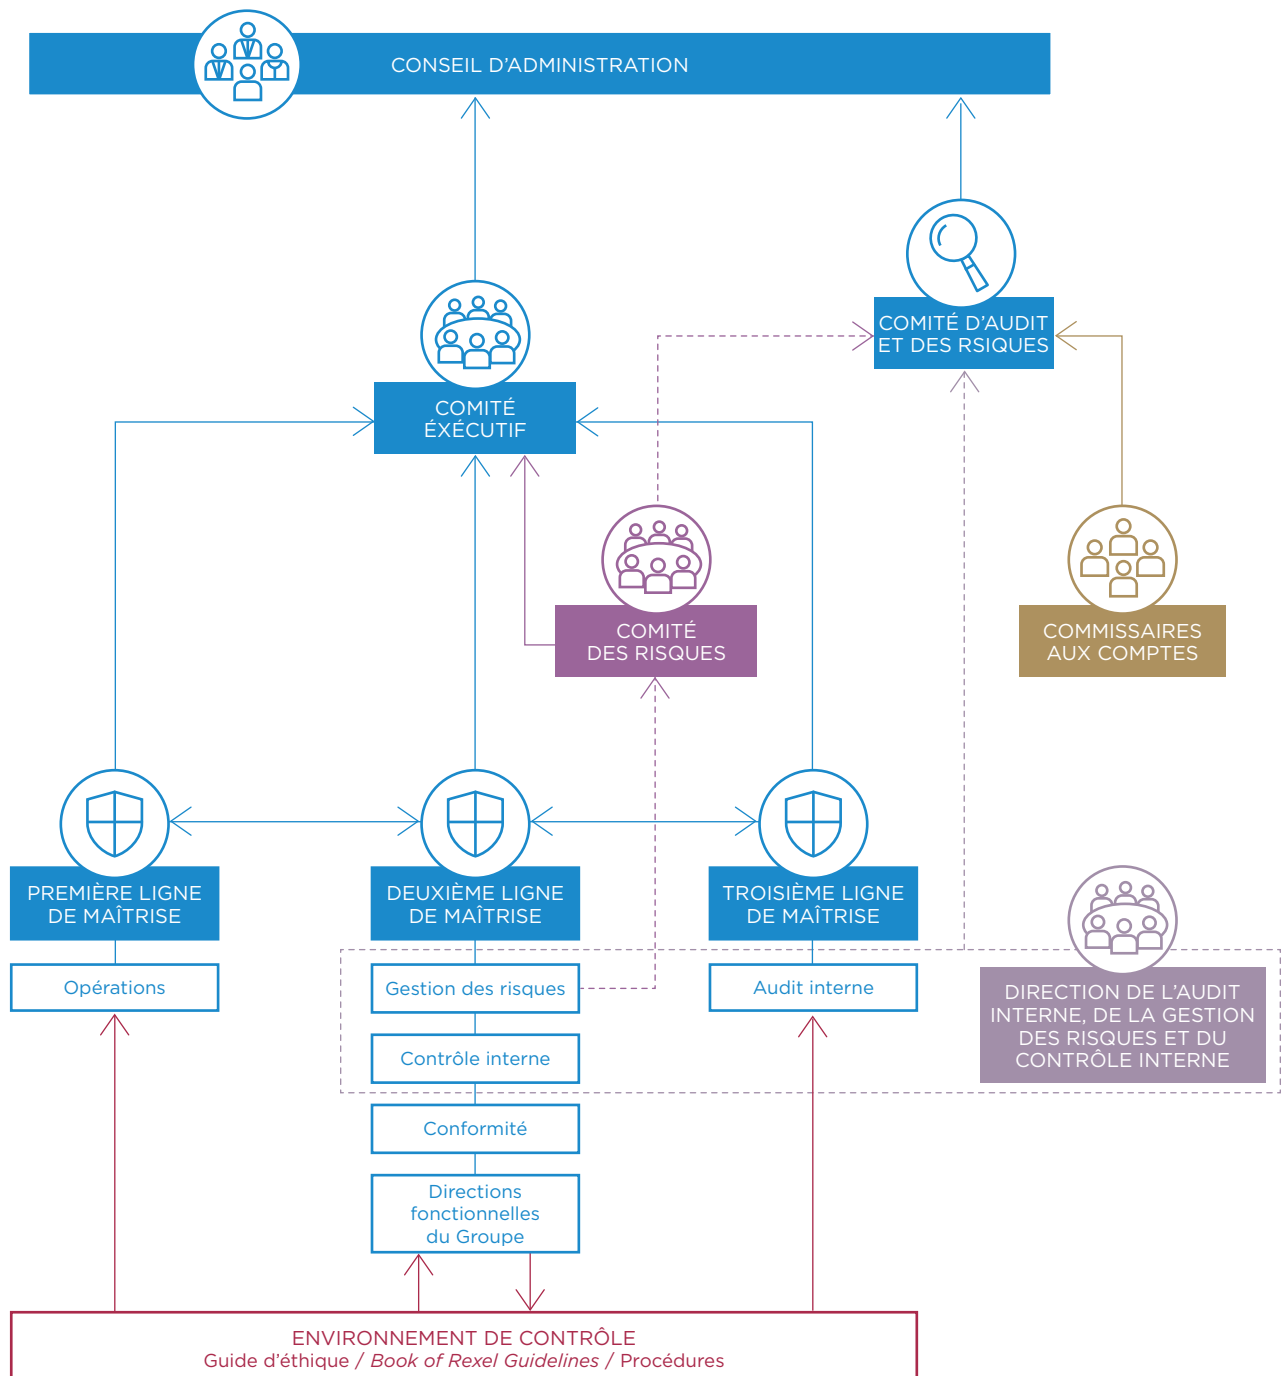 CONSEIL D'ADMINISTRATION
COMITÉ D'AUDIT
ET DES RSIQUES
COMITÉ
ÉXÉCUTIF
COMITÉ
DES RISQUES
COMMISSAIRES
AUX COMPTES
PREMIÈRE LIGNE
DE MAÎTRISE
DEUXIÈME LIGNE
DE MAÎTRISE
TROISIÈME LIGNE
DE MAÎTRISE
Opérations
Gestion des risques
Audit interne
DIRECTION DE L'AUDIT
INTERNE, DE LA GESTION
DES RISQUES ET DU
CONTRÔLE INTERNE
Contrôle interne
Conformité
Directions
fonctionnelles
du Groupe
ENVIRONNEMENT DE CONTRÔLE
Guide d'éthique / Book of Rexel Guidelines / Procédures